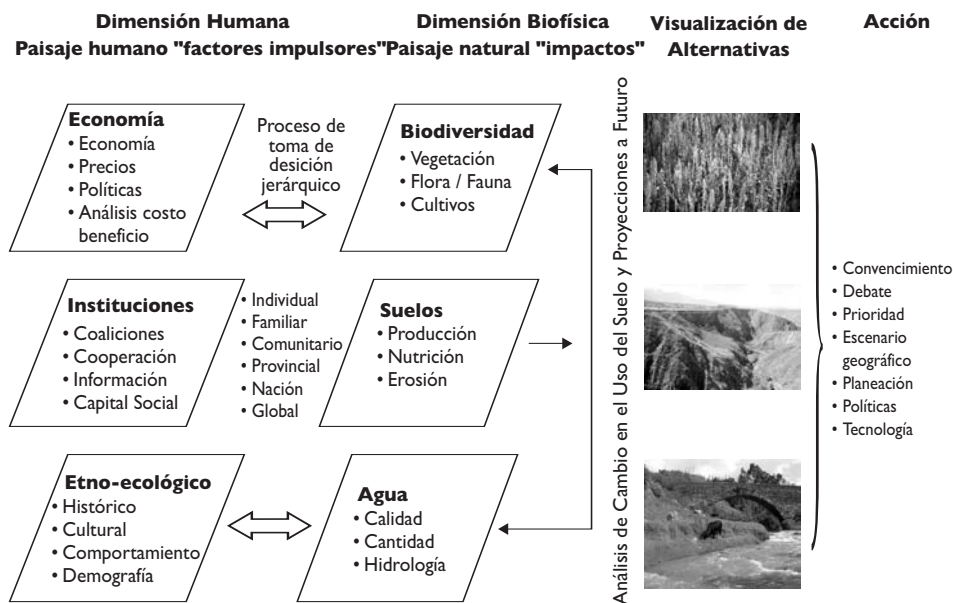 Dimensión Humana
Paisaje humano "factores impulsores"
Dimensión Biofísica
Paisaje natural "impactos"
Visualización de
Alternativas
Acción
Economía
• Economía
• Precios
• Políticas
• Análisis costo
beneficio
Proceso de
toma de
desición
jerárquico
Biodiversidad
• Vegetación
• Flora / Fauna
• Cultivos
Instituciones
• Coaliciones
• Cooperación
• Información
• Capital Social
• Individual
• Familiar
• Comunitario
• Provincial
• Nación
• Global
Suelos
• Producción
• Nutrición
• Erosión
Etno-ecológico
• Histórico
• Cultural
• Comportamiento
• Demografía
Agua
• Calidad
• Cantidad
• Hidrología
Análisis de Cambio en el Uso del Suelo y Proyecciones a Futuro
• Convencimiento
• Debate
• Prioridad
• Escenario
geográfico
• Planeación
• Políticas
• Tecnología